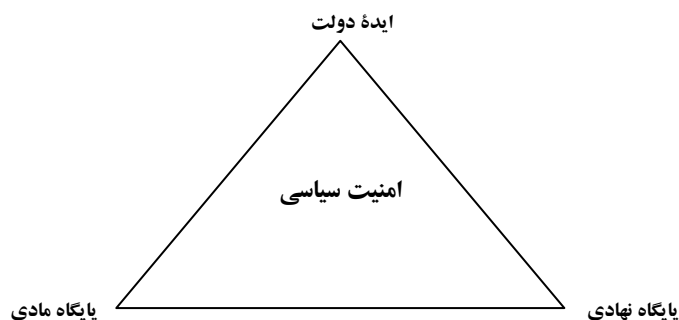 ایدهٔ دولت
امنیت سیاسی
پایگاه نهادی
پایگاه مادی